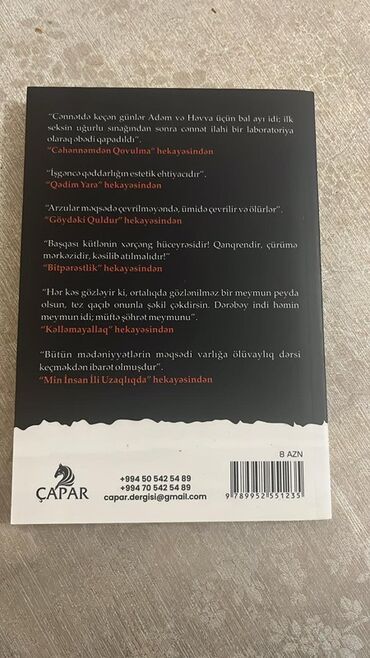 “Cənnətdə keçən günlər Adəm və Həvva üçün bal ayı idi; ilk
seksin uğurlu sınağından sonra cənnət ilahi bir laboratoriya
olaraq əbədi qapadıldı”.
“Cəhənnəmdən Qovulma” hekayəsindən
“İşgəncə qəddarlığın estetik ehtiyacıdır”.
“Qədim Yara” hekayəsindən
“Arzular məqsədə çevrilməyəndə, ümidə çevrilir və ölürlər”.
“Göydəki Quldur” hekayəsindən
“Başqası kütlənin xərçəng hüceyrəsidir! Qanqrendir, çürümə
mərkəzidir, kəsilib atılmalıdır!”
“Bitpərəstlik” hekayəsindən
“Hər kəs gözləyir ki, ortalıqda gözlənilməz bir meymun peyda
olsun, tez qaçıb onunla şəkil çəkdirsin. Dərəbəy indi həmin
meymun idi; müftə şöhrət meymunu”.
“Kəlləmayallaq” hekayəsindən
“Bütün mədəniyyətlərin məqsədi varlığa ölüvaylıq dərsi
keçməkdən ibarət olmuşdur”.
“Min İnsan İli Uzaqlıqda” hekayəsindən
8 AZN
ÇAPAR
+994 50 542 54 89
+994 70 542 54 89
capar.dergisi@gmail.com
9 789952 551235